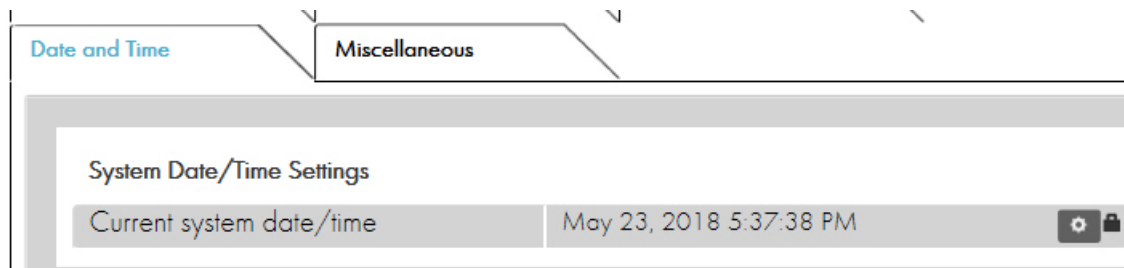 Date and Time Miscellaneous
System Date/Time Settings
Current system date/time May 23, 2018 5:37:38 PM